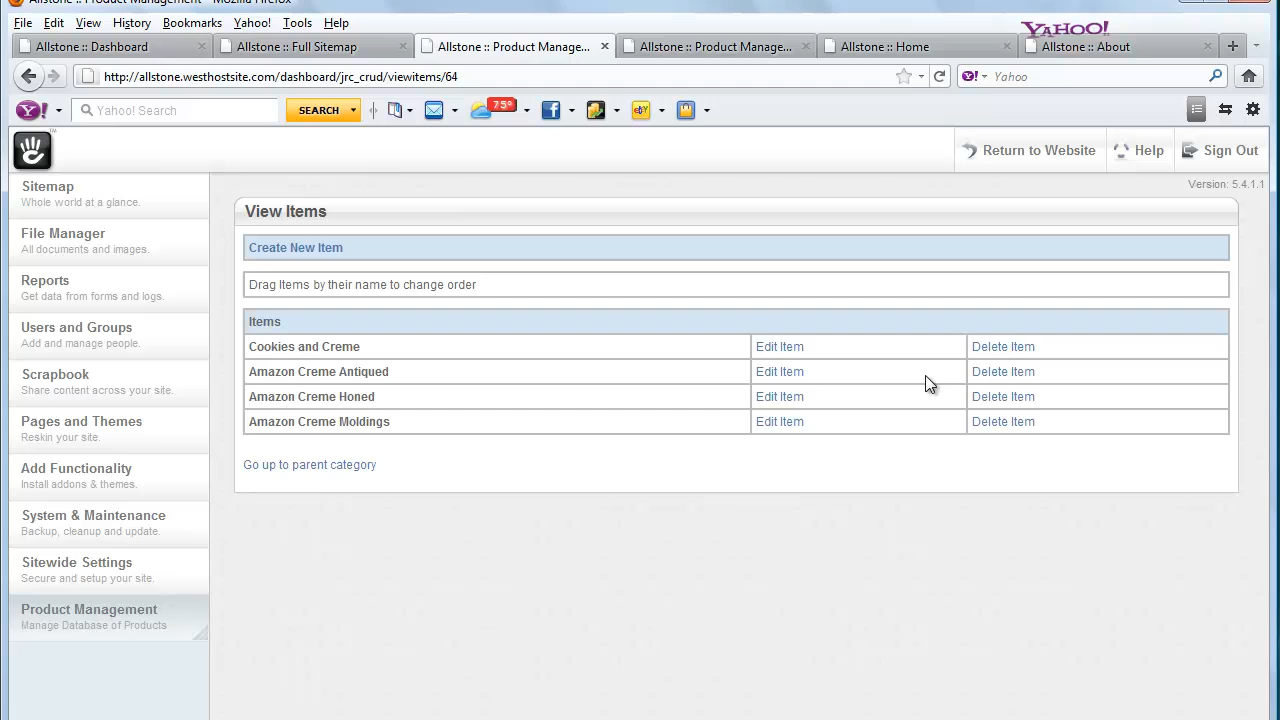 Allstone :: Product Management - Mozilla Firefox
File Edit View History Bookmarks Yahoo! Tools Help
YAHOO!
Allstone :: Dashboard Allstone :: Full Sitemap Allstone :: Product Manage... Allstone :: Product Manage... Allstone :: Home Allstone :: About
http://allstone.westhostsite.com/dashboard/jrc_crud/viewitems/64 Yahoo
Yahoo! Search SEARCH 75° ebY
Return to Website Help Sign Out
Version: 5.4.1.1
Sitemap
Whole world at a glance.
File Manager
All documents and images.
Reports
Get data from forms and logs.
Users and Groups
Add and manage people.
Scrapbook
Share content across your site.
Pages and Themes
Reskin your site.
Add Functionality
Install addons & themes.
System & Maintenance
Backup, cleanup and update.
Sitewide Settings
Secure and setup your site.
Product Management
Manage Database of Products
View Items
Create New Item
Drag Items by their name to change order
Items
Cookies and Creme Edit Item Delete Item
Amazon Creme Antiqued Edit Item Delete Item
Amazon Creme Honed Edit Item Delete Item
Amazon Creme Moldings Edit Item Delete Item
Go up to parent category